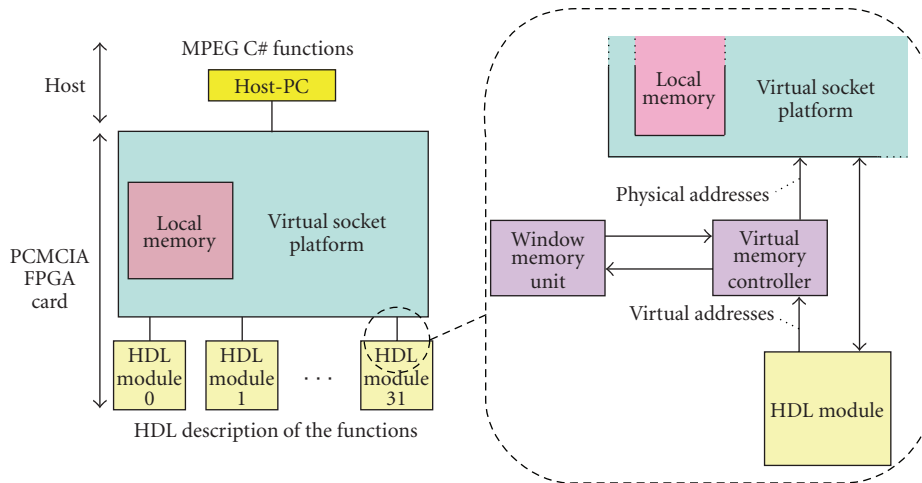 MPEG C# functions
Host
Host-PC
PCMCIA
FPGA
card
Local
memory
Virtual socket
platform
HDL
module
0
HDL
module
1
. . .
HDL
module
31
HDL description of the functions
Local
memory
Virtual socket
platform
Physical addresses
Window
memory
unit
Virtual
memory
controller
Virtual addresses
HDL module